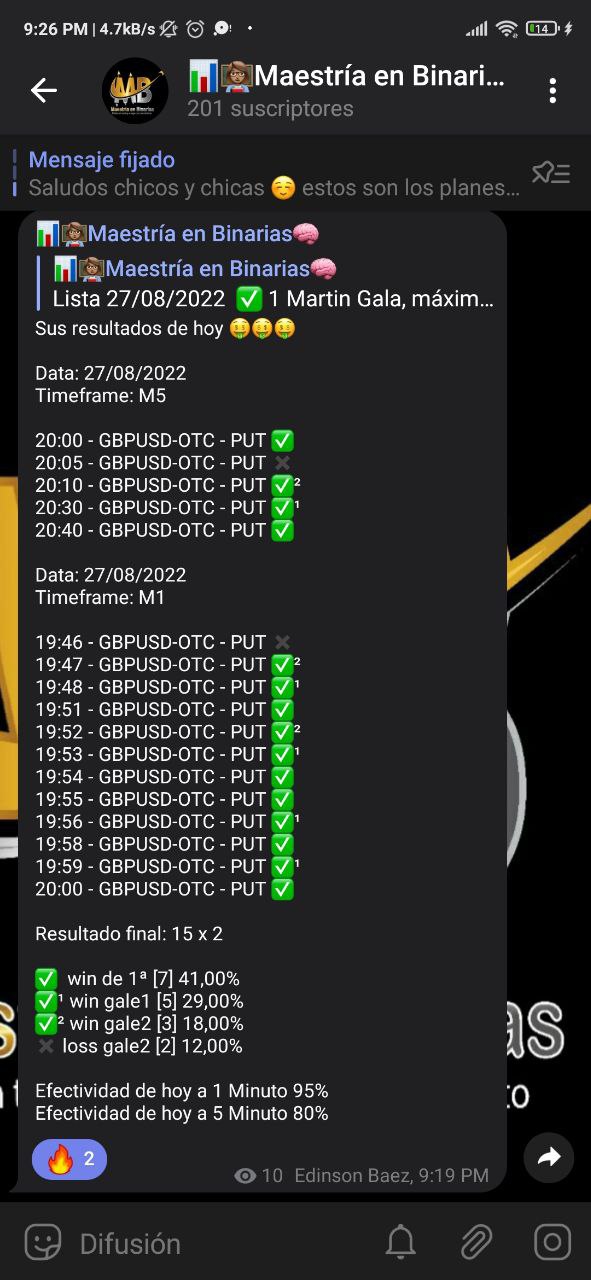 9:26 PM | 4.7kB/s
14
📊👩🏽‍🏫Maestría en Binari...
201 suscriptores
MB
Maestría en Binarias
Mensaje fijado
Saludos chicos y chicas ☺️ estos son los planes...
📊👩🏽‍🏫Maestría en Binarias🧠
📊👩🏽‍🏫Maestría en Binarias🧠
Lista 27/08/2022 ✅ 1 Martin Gala, máxim...
Sus resultados de hoy 🤑🤑🤑
Data: 27/08/2022
Timeframe: M5
20:00 - GBPUSD-OTC - PUT ✅
20:05 - GBPUSD-OTC - PUT ✖️
20:10 - GBPUSD-OTC - PUT ✅²
20:30 - GBPUSD-OTC - PUT ✅¹
20:40 - GBPUSD-OTC - PUT ✅
Data: 27/08/2022
Timeframe: M1
19:46 - GBPUSD-OTC - PUT ✖️
19:47 - GBPUSD-OTC - PUT ✅²
19:48 - GBPUSD-OTC - PUT ✅¹
19:51 - GBPUSD-OTC - PUT ✅
19:52 - GBPUSD-OTC - PUT ✅²
19:53 - GBPUSD-OTC - PUT ✅¹
19:54 - GBPUSD-OTC - PUT ✅
19:55 - GBPUSD-OTC - PUT ✅
19:56 - GBPUSD-OTC - PUT ✅¹
19:58 - GBPUSD-OTC - PUT ✅
19:59 - GBPUSD-OTC - PUT ✅¹
20:00 - GBPUSD-OTC - PUT ✅
Resultado final: 15 x 2
✅ win de 1ª [7] 41,00%
✅¹ win gale1 [5] 29,00%
✅² win gale2 [3] 18,00%
✖️ loss gale2 [2] 12,00%
Efectividad de hoy a 1 Minuto 95%
Efectividad de hoy a 5 Minuto 80%
🔥 2
10 Edinson Baez, 9:19 PM
Difusión